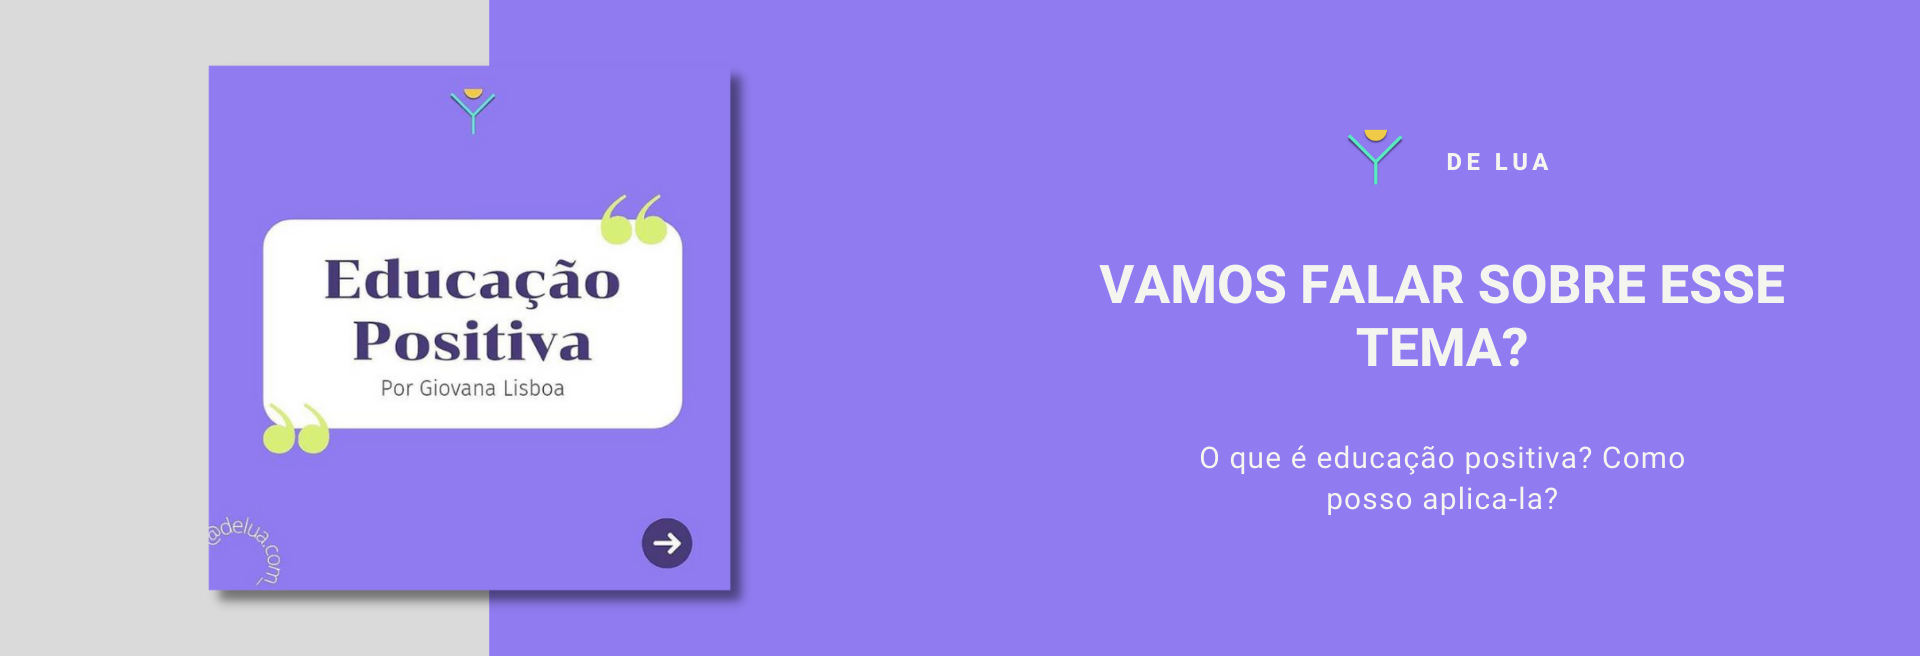 Educação
Positiva
Por Giovana Lisboa
@delua.com_
DE LUA
VAMOS FALAR SOBRE ESSE
TEMA?
O que é educação positiva? Como
posso aplica-la?